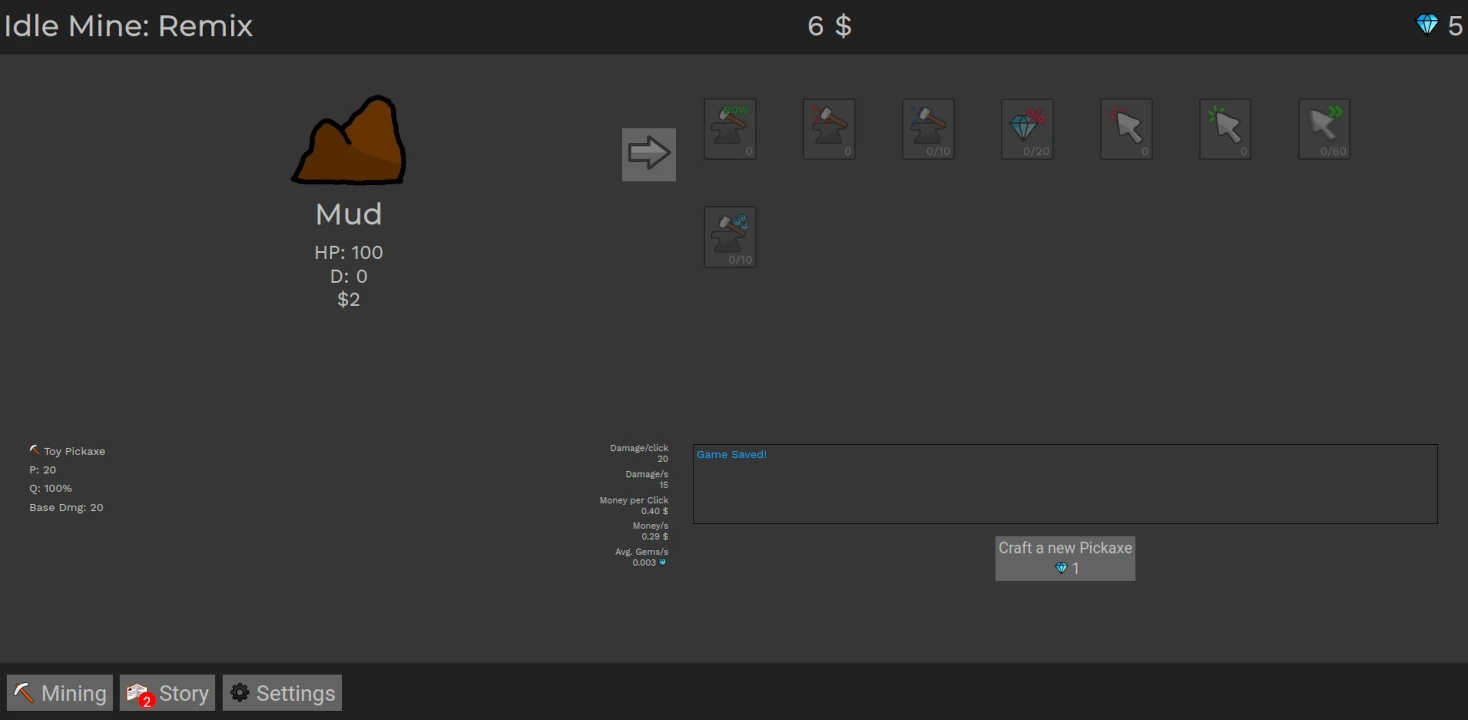 Idle Mine: Remix
6 $
5
POW
0
0
0/10
%
0/20
0
0
0/60
Mud
HP: 100
D: 0
$2
0/10
Toy Pickaxe
P: 20
Q: 100%
Base Dmg: 20
Damage/click
20
Damage/s
15
Money per Click
0.40 $
Money/s
0.29 $
Avg. Gems/s
0.003
Game Saved!
Craft a new Pickaxe
1
Mining
2 Story
Settings